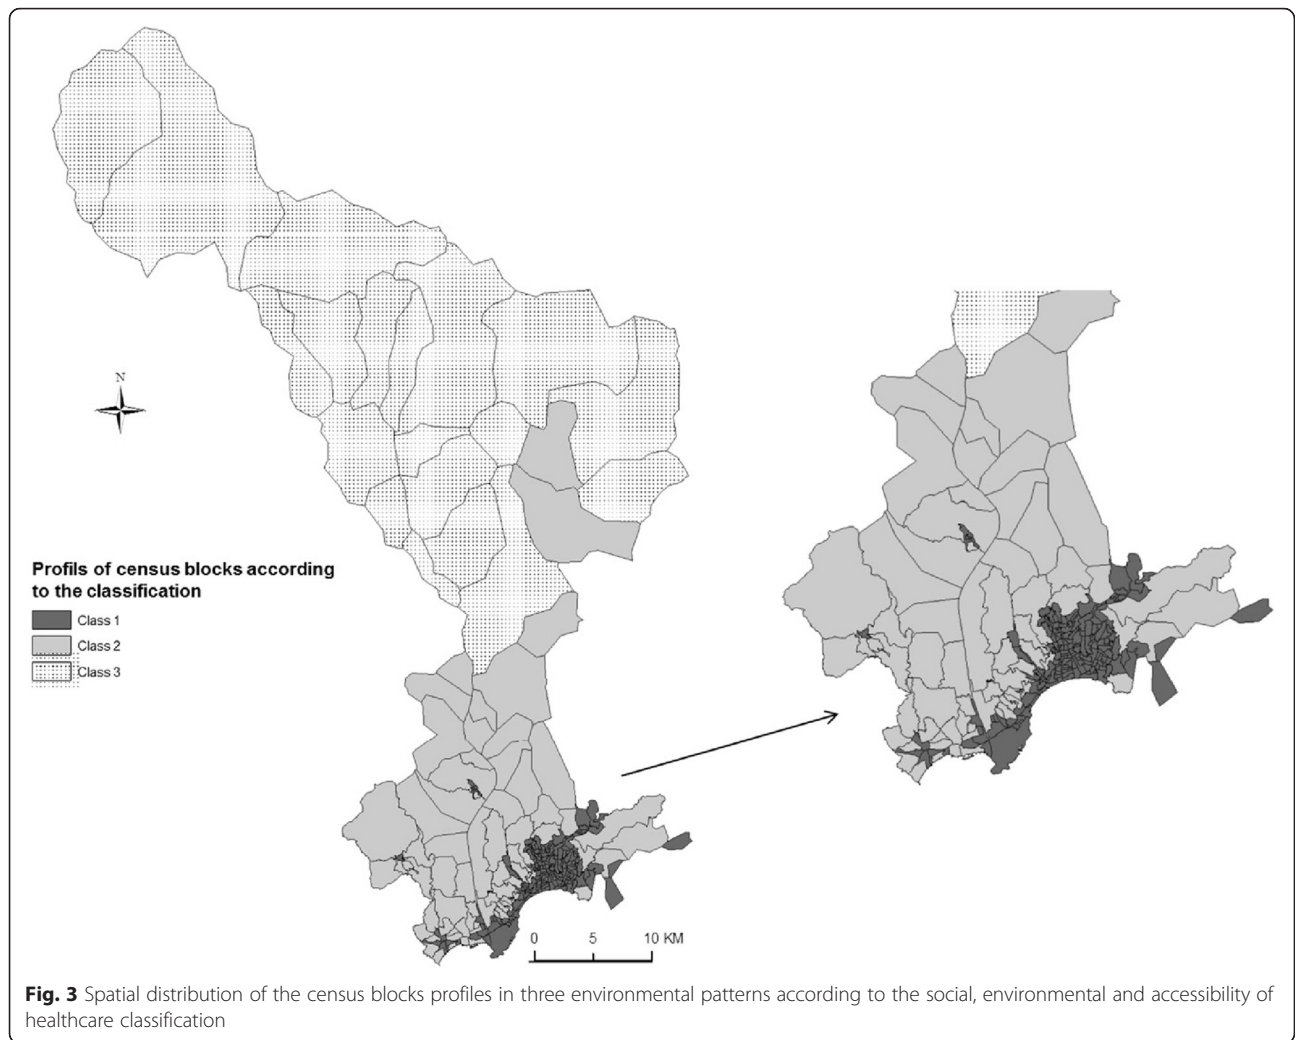 N
Profils of census blocks according
to the classification
Class 1
Class 2
Class 3
0 5 10 KM
Fig. 3 Spatial distribution of the census blocks profiles in three environmental patterns according to the social, environmental and accessibility of
healthcare classification